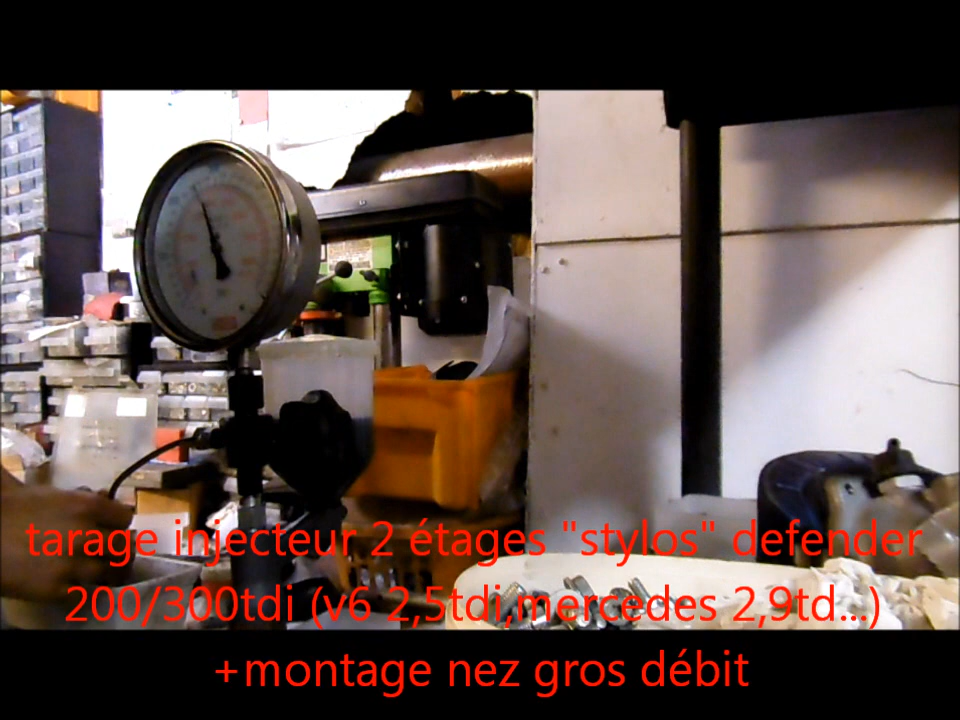 tarage injecteur 2 étages "stylos" defender
200/300tdi (v6 2,5tdi,mercedes 2,9td...)
+montage nez gros débit